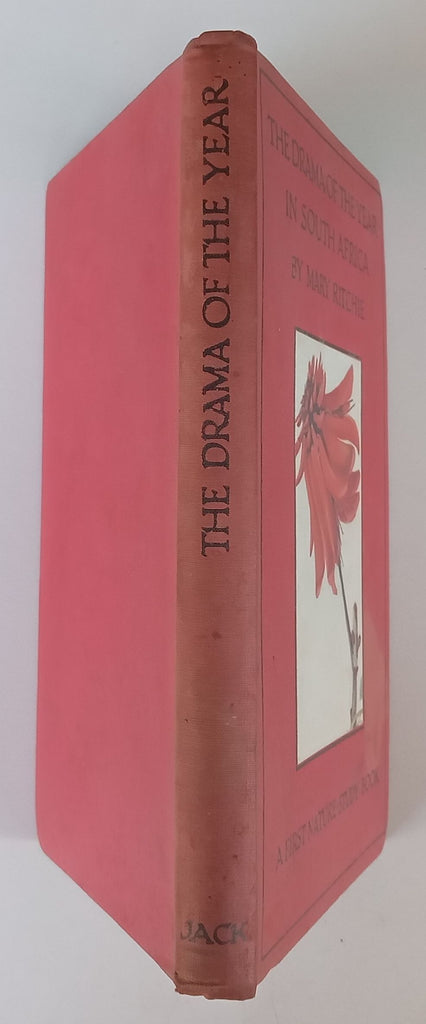 THE DRAMA OF THE YEAR
JACK
THE DRAMA OF THE YEAR
IN SOUTH AFRICA
BY MARY RITCHIE
A FIRST NATURE-STUDY BOOK